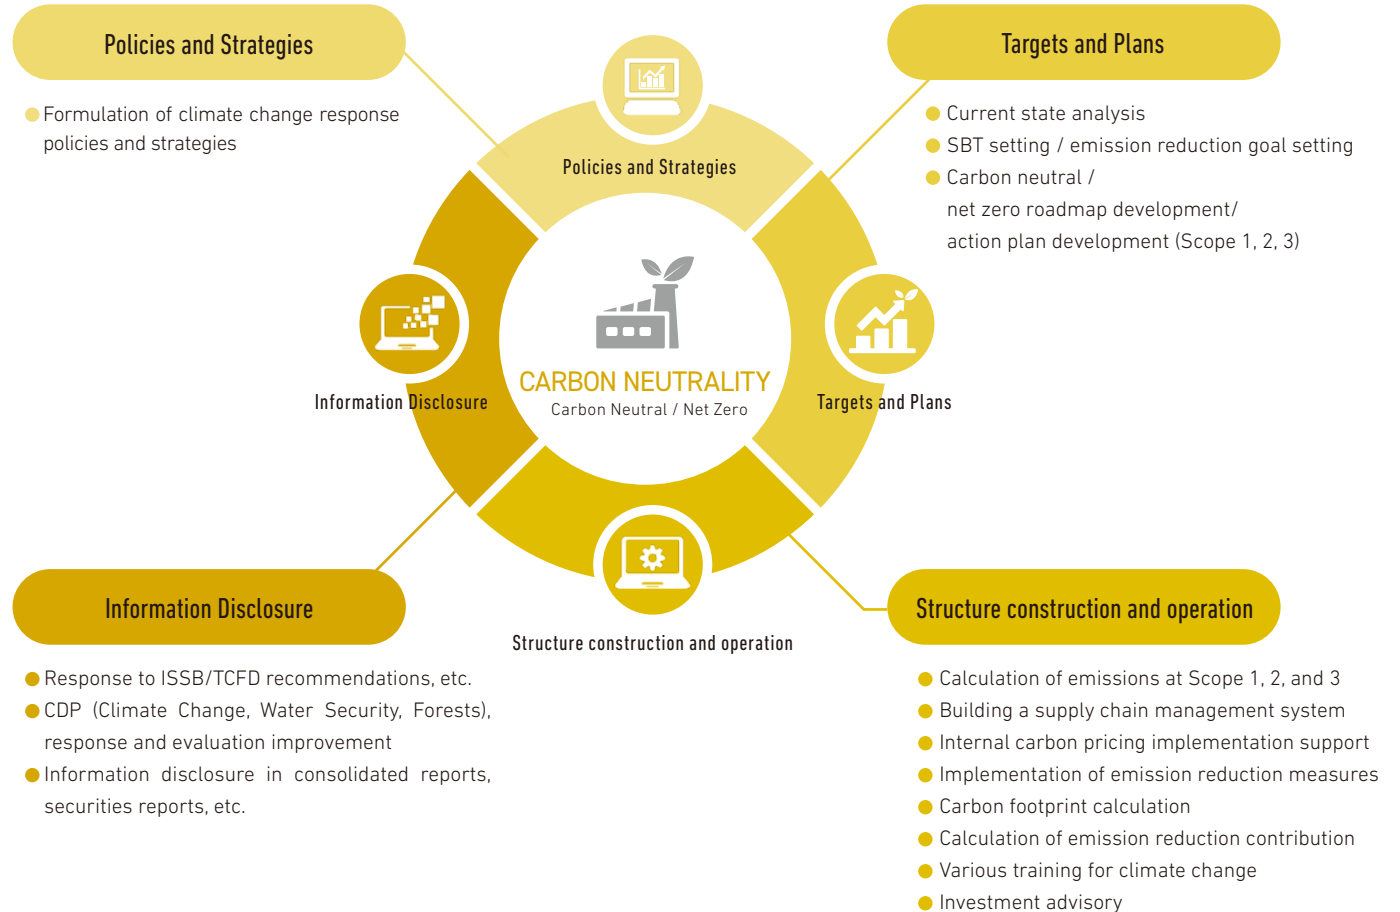 Policies and Strategies
Formulation of climate change response
policies and strategies
Targets and Plans
Current state analysis
SBT setting / emission reduction goal setting
Carbon neutral /
net zero roadmap development/
action plan development (Scope 1, 2, 3)
Policies and Strategies
Information Disclosure
CARBON NEUTRALITY
Carbon Neutral / Net Zero
Targets and Plans
Structure construction and operation
Information Disclosure
Response to ISSB/TCFD recommendations, etc.
CDP (Climate Change, Water Security, Forests),
response and evaluation improvement
Information disclosure in consolidated reports,
securities reports, etc.
Structure construction and operation
Calculation of emissions at Scope 1, 2, and 3
Building a supply chain management system
Internal carbon pricing implementation support
Implementation of emission reduction measures
Carbon footprint calculation
Calculation of emission reduction contribution
Various training for climate change
Investment advisory